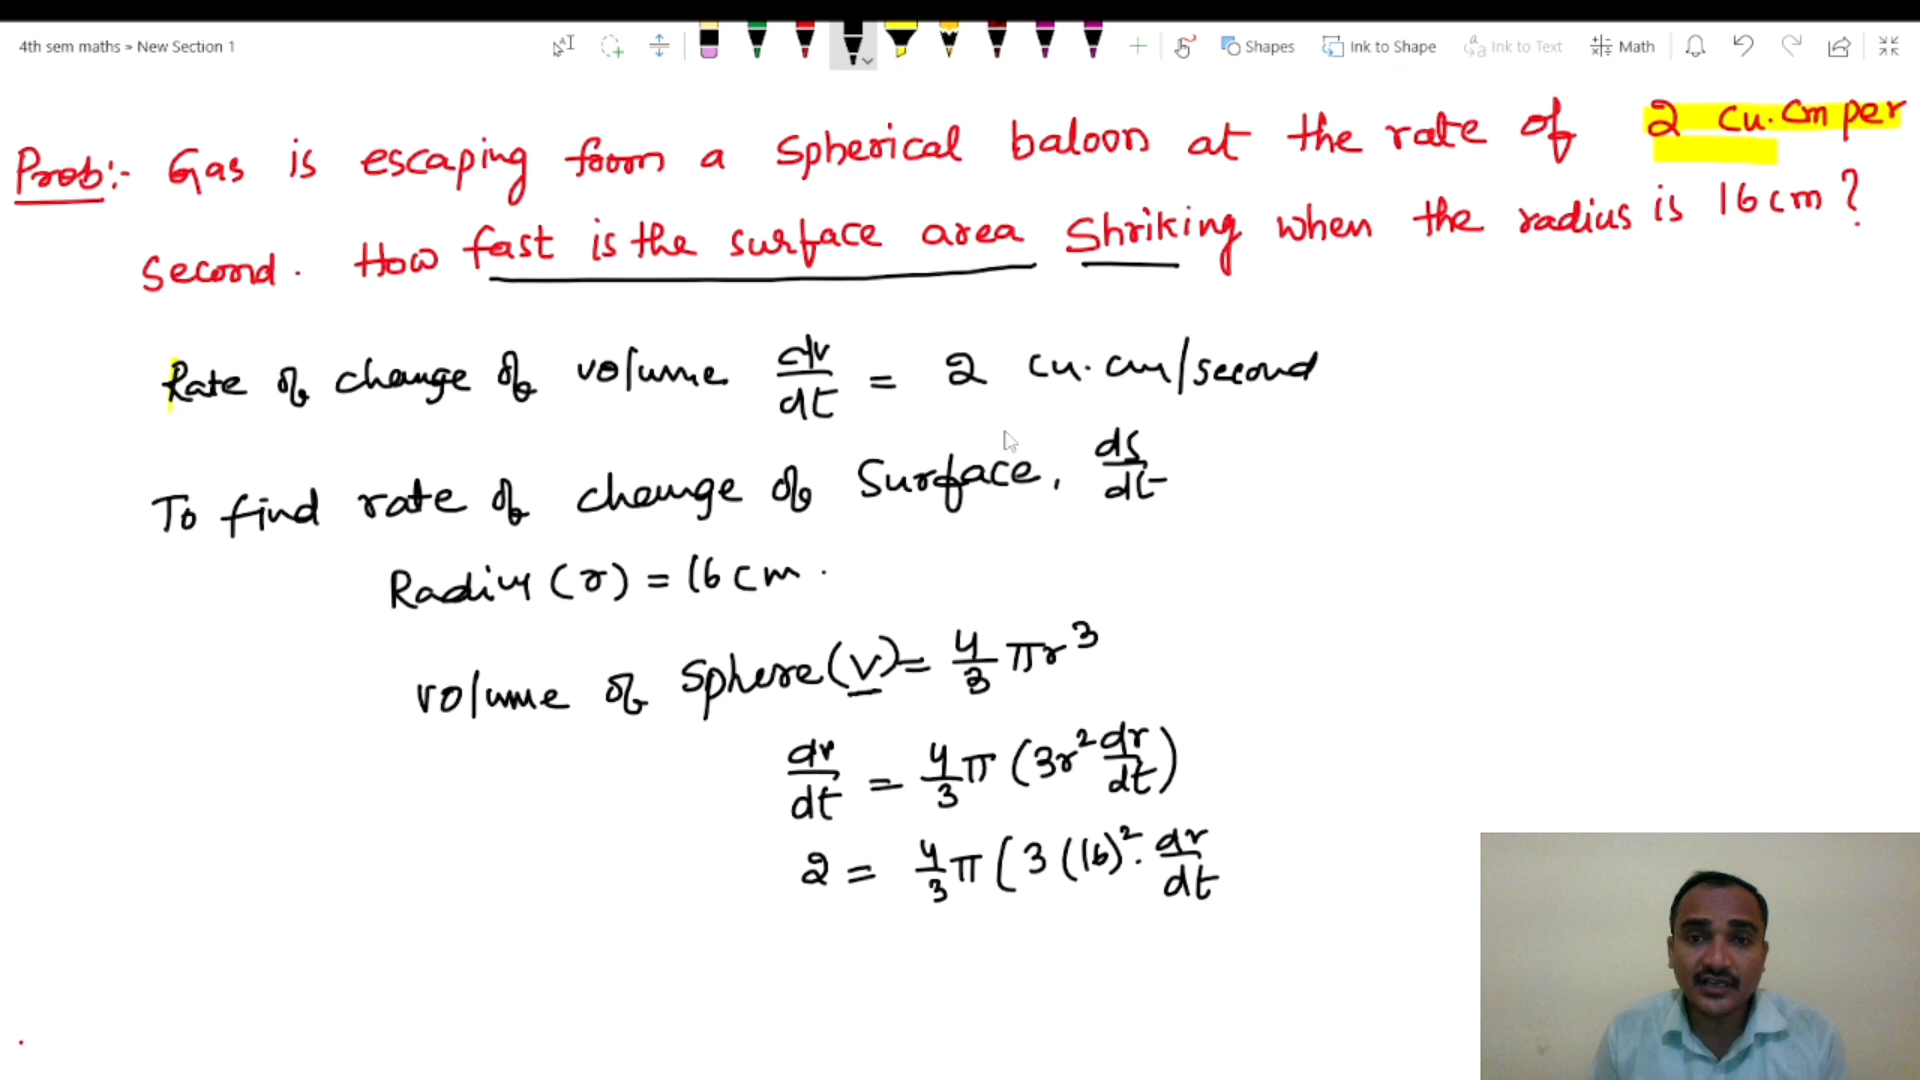 4th sem maths » New Section 1
Shapes Ink to Shape Ink to Text Math
Prob:- Gas is escaping from a Spherical baloon at the rate of 2 cu.cm per
second. How fast is the surface area Shriking when the radius is 16cm?
Rate of change of volume dv/dt = 2 cu.cm/second
To find rate of change of Surface, ds/dt
Radius (r) = 16 cm.
volume of sphere (v) = 4/3 πr³
dv/dt = 4/3 π (3r² dr/dt)
2 = 4/3 π (3 (16)². dr/dt